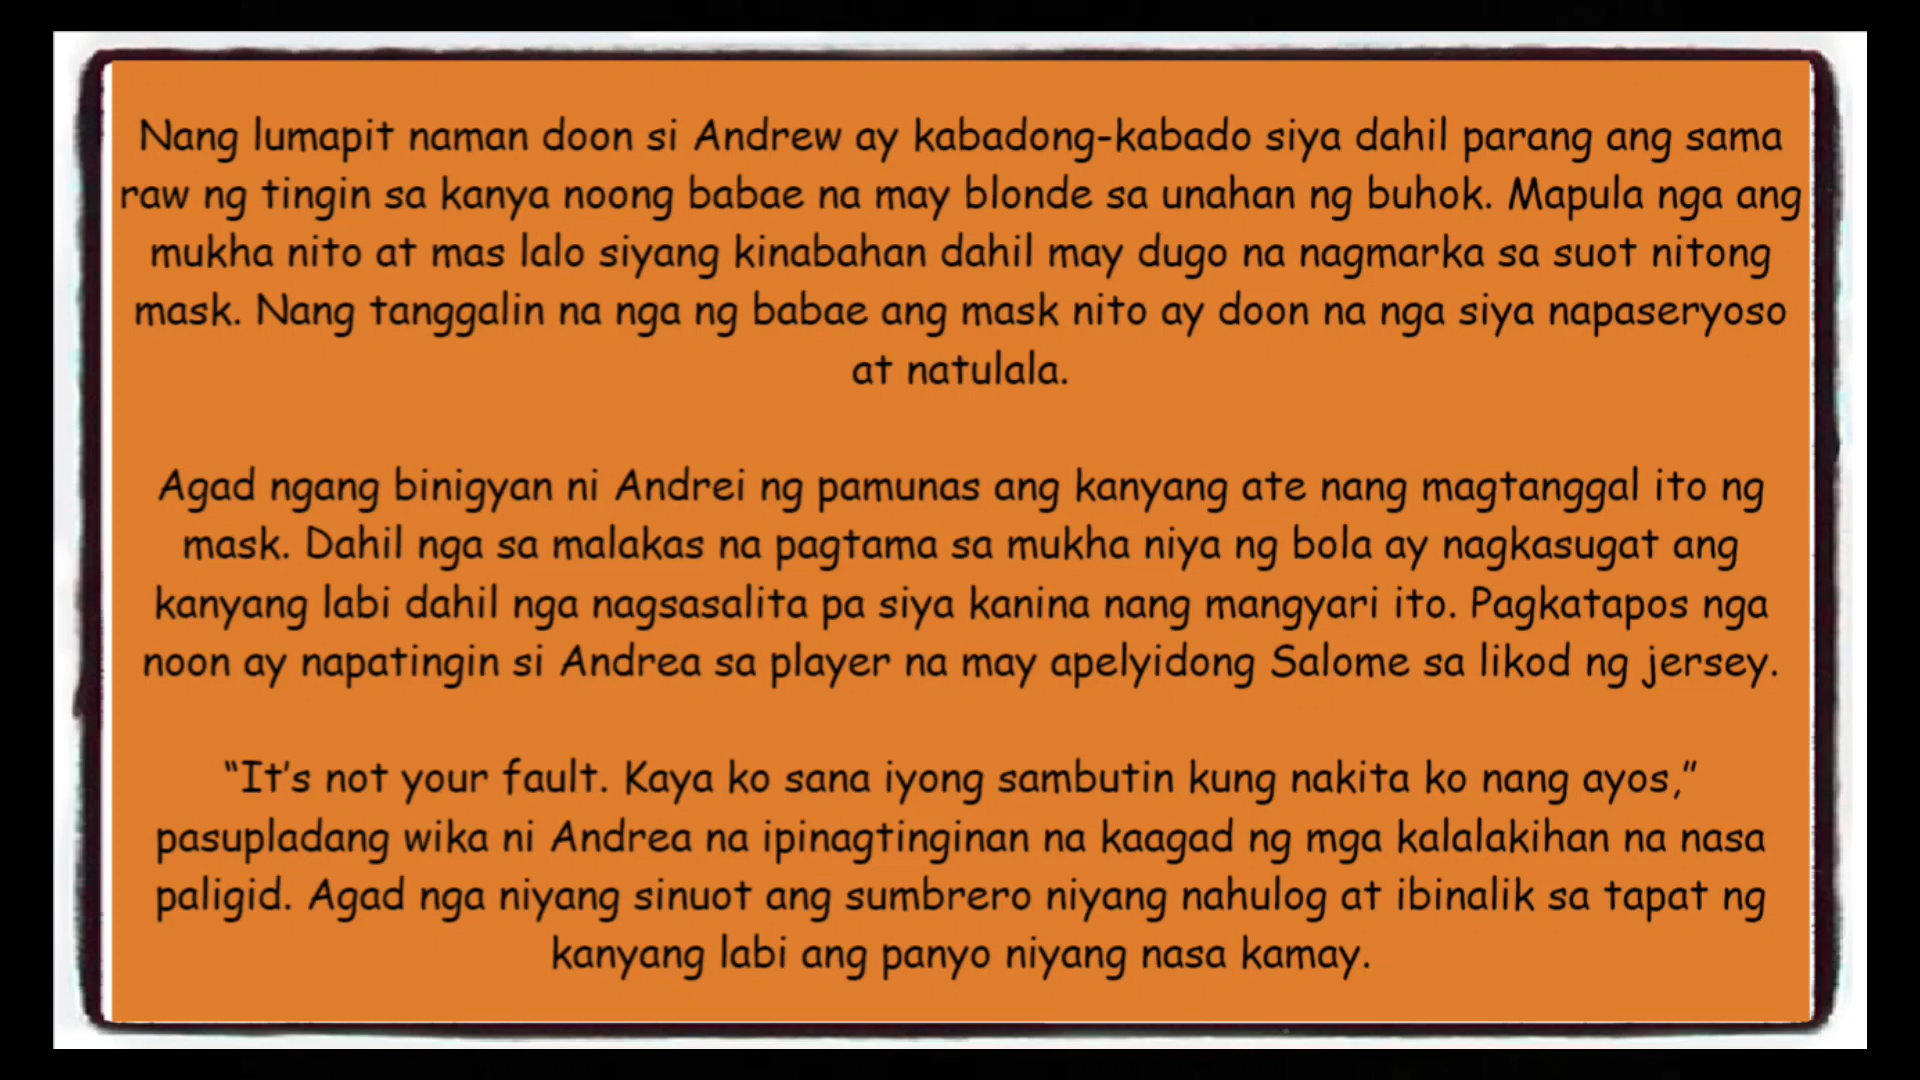 Nang lumapit naman doon si Andrew ay kabadong-kabado siya dahil parang ang sama
raw ng tingin sa kanya noong babae na may blonde sa unahan ng buhok. Mapula nga ang
mukha nito at mas lalo siyang kinabahan dahil may dugo na nagmarka sa suot nitong
mask. Nang tanggalin na nga ng babae ang mask nito ay doon na nga siya napaseryoso
at natulala.
Agad ngang binigyan ni Andrei ng pamunas ang kanyang ate nang magtanggal ito ng
mask. Dahil nga sa malakas na pagtama sa mukha niya ng bola ay nagkasugat ang
kanyang labi dahil nga nagsasalita pa siya kanina nang mangyari ito. Pagkatapos nga
noon ay napatingin si Andrea sa player na may apelyidong Salome sa likod ng jersey.
“It’s not your fault. Kaya ko sana iyong sambutin kung nakita ko nang ayos,”
pasupladang wika ni Andrea na ipinagtinginan na kaagad ng mga kalalakihan na nasa
paligid. Agad nga niyang sinuot ang sumbrero niyang nahulog at ibinalik sa tapat ng
kanyang labi ang panyo niyang nasa kamay.